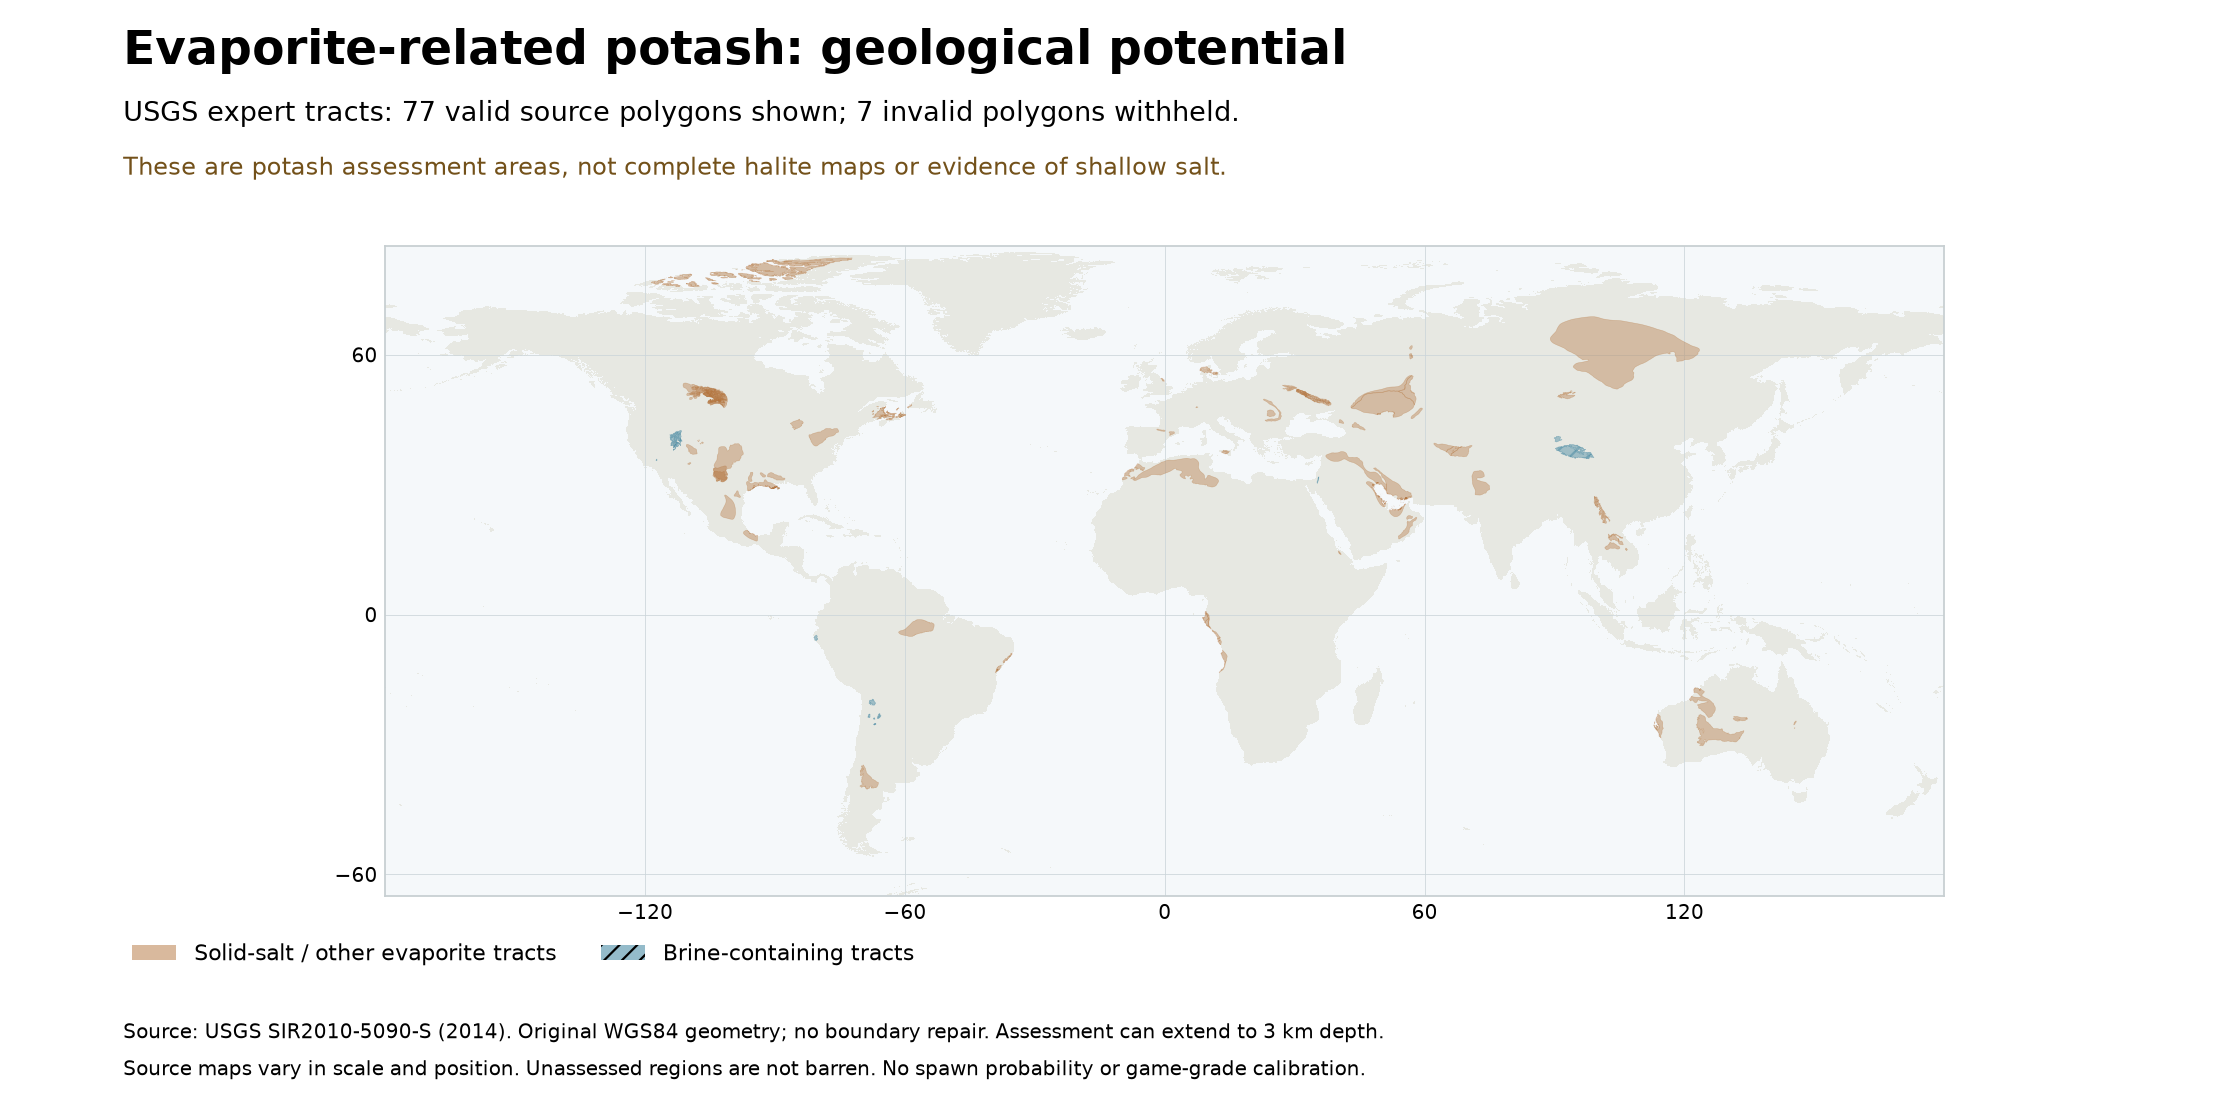 Evaporite-related potash: geological potential
USGS expert tracts: 77 valid source polygons shown; 7 invalid polygons withheld.
These are potash assessment areas, not complete halite maps or evidence of shallow salt.
60
0
−60
−120
−60
0
60
120
Solid-salt / other evaporite tracts
Brine-containing tracts
Source: USGS SIR2010-5090-S (2014). Original WGS84 geometry; no boundary repair. Assessment can extend to 3 km depth.
Source maps vary in scale and position. Unassessed regions are not barren. No spawn probability or game-grade calibration.